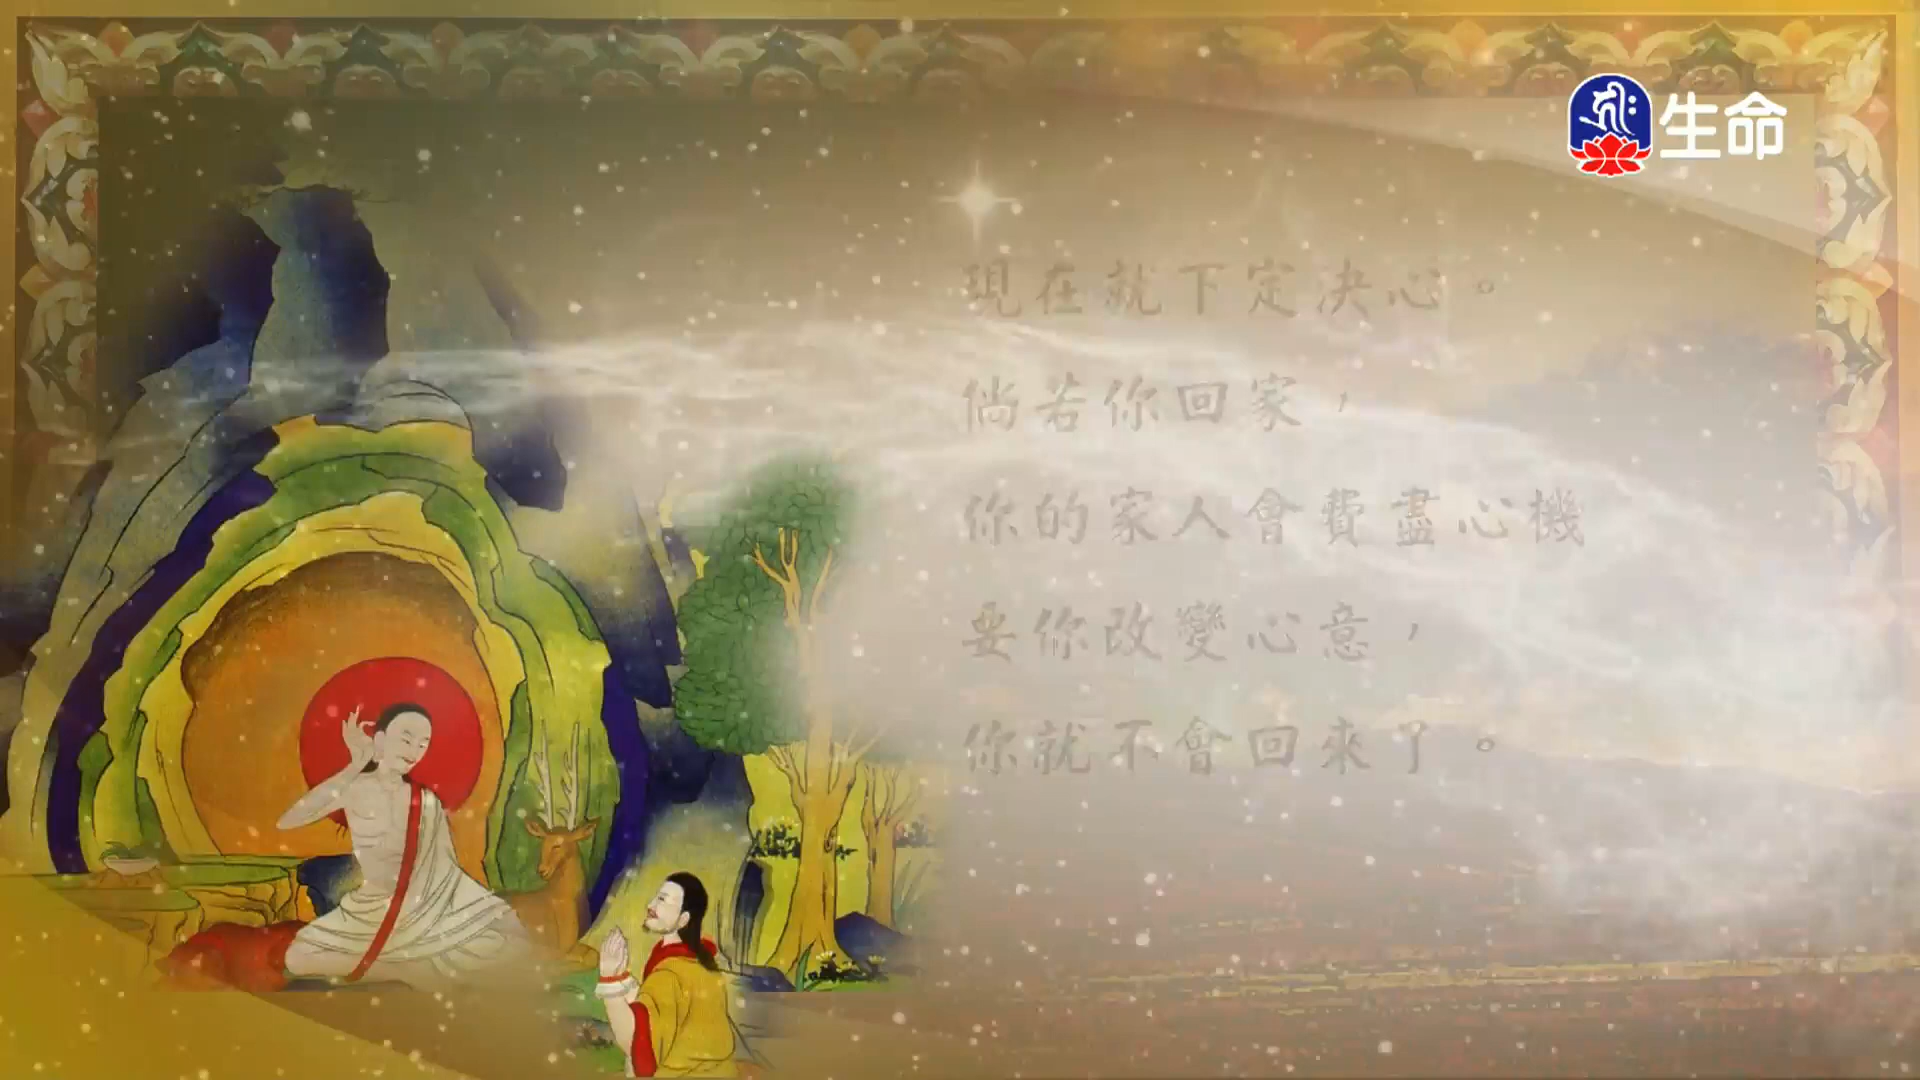 生命
現在就下定決心。
倘若你回家，
你的家人會費盡心機
要你改變心意，
你就不會回來了。